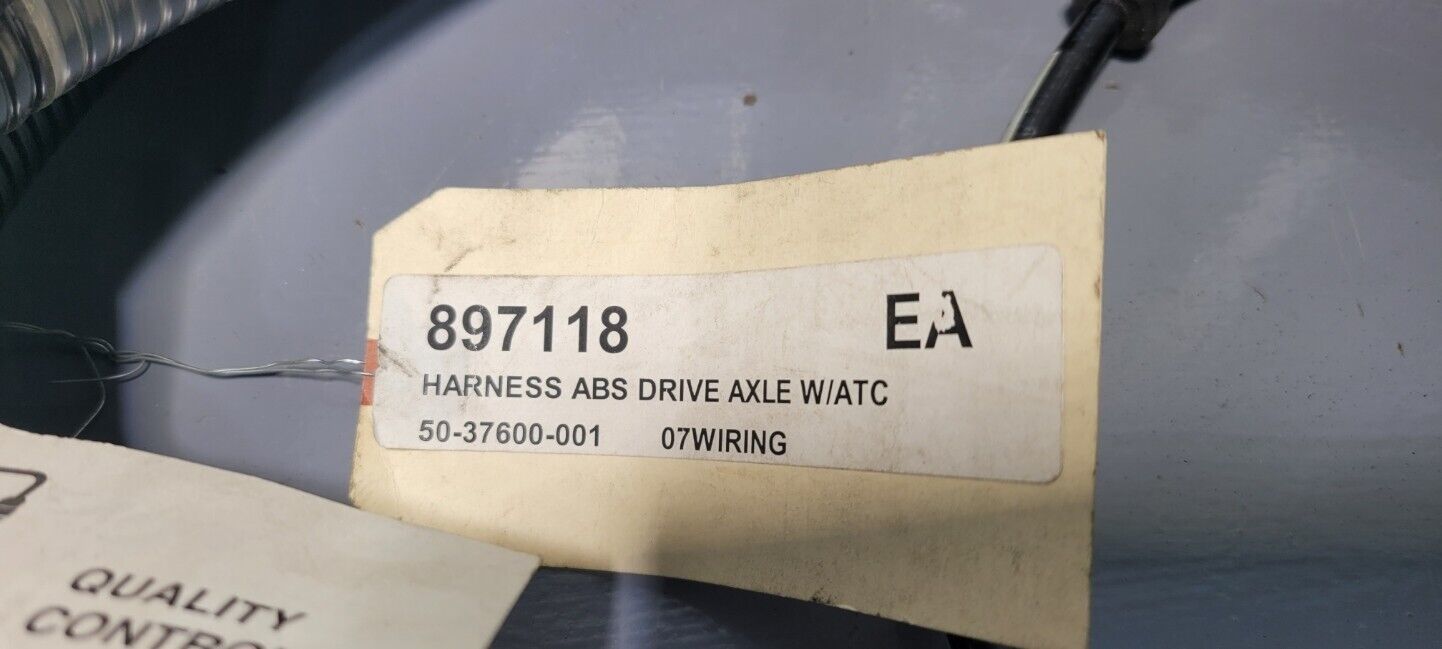 897118 EA
HARNESS ABS DRIVE AXLE W/ATC
50-37600-001 07WIRING
QUALITY